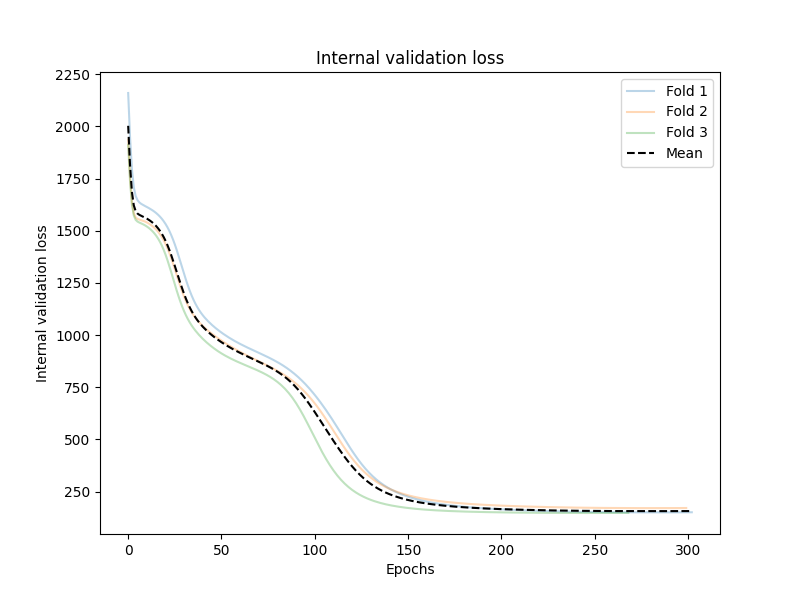 Internal validation loss
2250
2000
1750
1500
1250
1000
750
500
250
Internal validation loss
Fold 1
Fold 2
Fold 3
Mean
0 50 100 150 200 250 300
Epochs